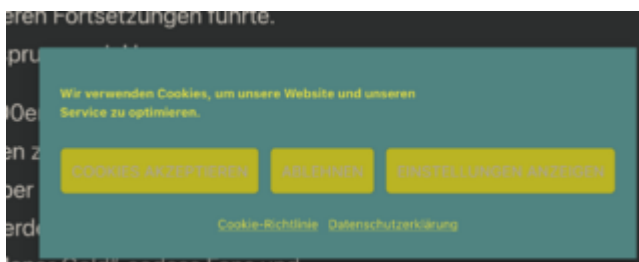 eren Fortsetzungen führte.
Wir verwenden Cookies, um unsere Website und unseren
Service zu optimieren.
COOKIES AKZEPTIEREN
ABLEHNEN
EINSTELLUNGEN ANZEIGEN
Cookie-Richtlinie Datenschutzerklärung